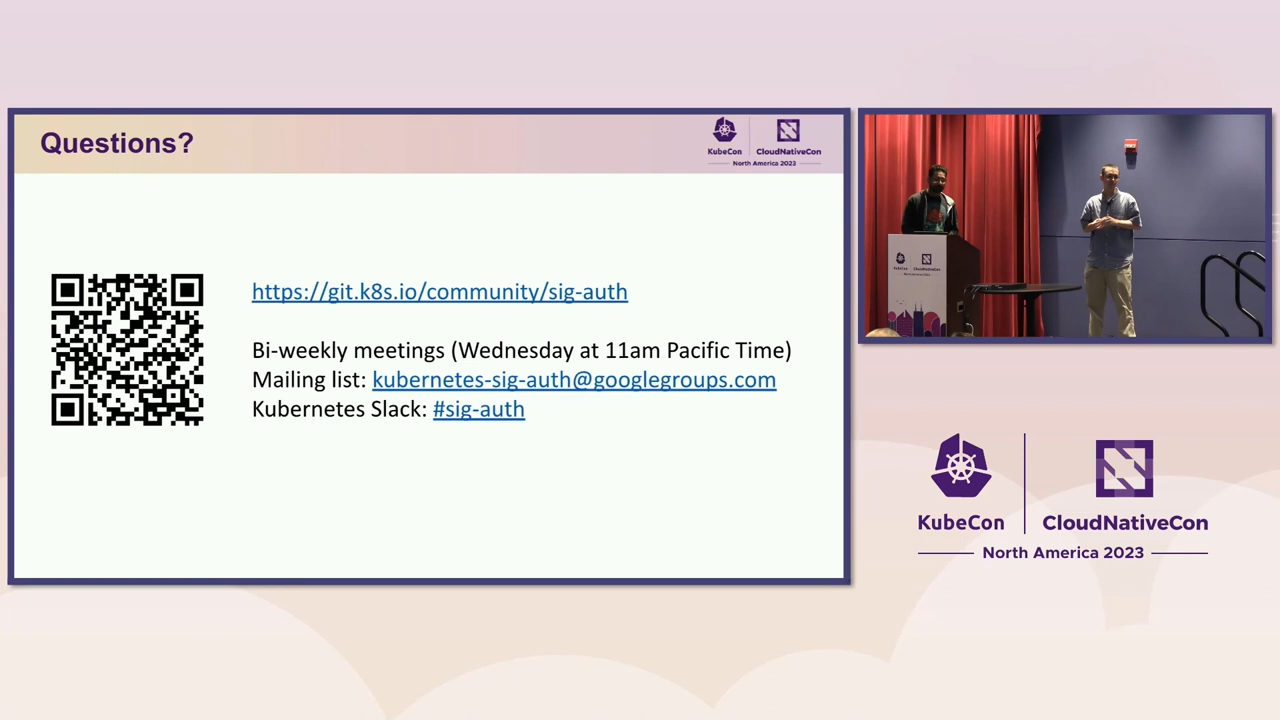 Questions?
KubeCon
CloudNativeCon
North America 2023
https://git.k8s.io/community/sig-auth
Bi-weekly meetings (Wednesday at 11am Pacific Time)
Mailing list: kubernetes-sig-auth@googlegroups.com
Kubernetes Slack: #sig-auth
KubeCon
CloudNativeCon
North America 2023